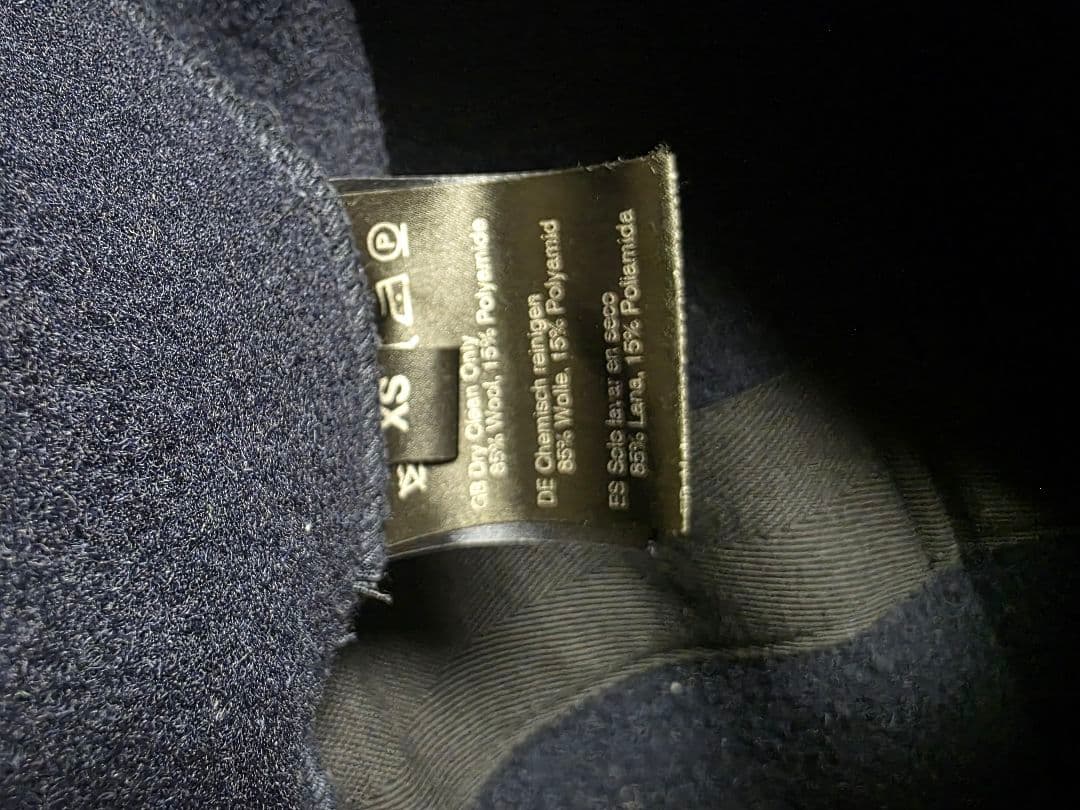 XS
P
GB Dry Clean Only
85% Wool, 15% Polyamide
DE Chemisch reinigen
85% Wolle, 15% Polyamid
ES Solo lavar en seco
85% Lana, 15% Poliamida